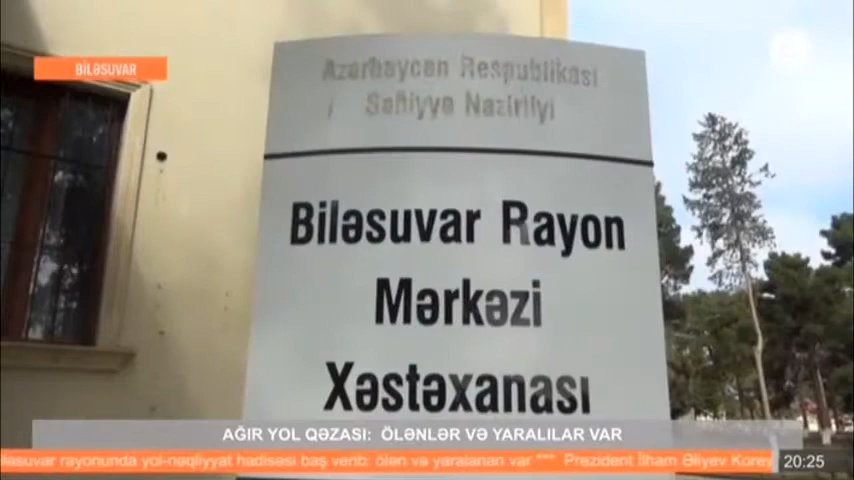 BİLƏSUVAR
Azərbaycan Respublikası
Səhiyyə Nazirliyi
Biləsuvar Rayon
Mərkəzi
Xəstəxanası
AĞIR YOL QƏZASI: ÖLƏNLƏR VƏ YARALILAR VAR
ləsuvar rayonunda yol-nəqliyyat hadisəsi baş verib: ölən və yaralanan var *** Prezident İlham Əliyev Korey
20:25